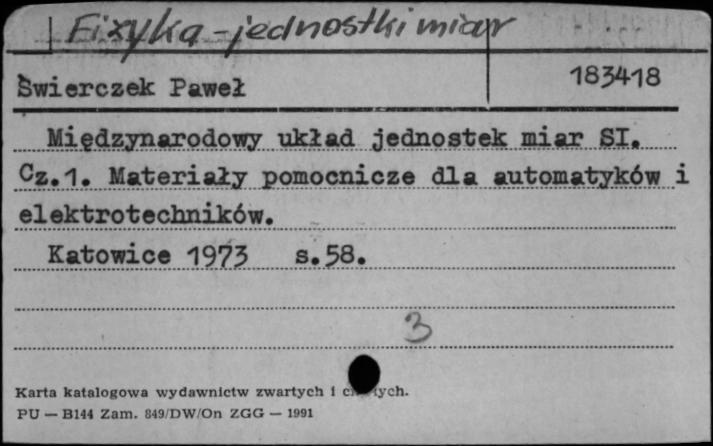 Fizyka - jednostki miar
Świerczek Paweł 183418
Międzynarodowy układ jednostek miar SI.
Cz.1. Materiały pomocnicze dla automatyków i
elektrotechników.
Katowice 1973 s.58.
3
Karta katalogowa wydawnictw zwartych i
PU — B144 Zam. 849/DW/On ZGG — 1991